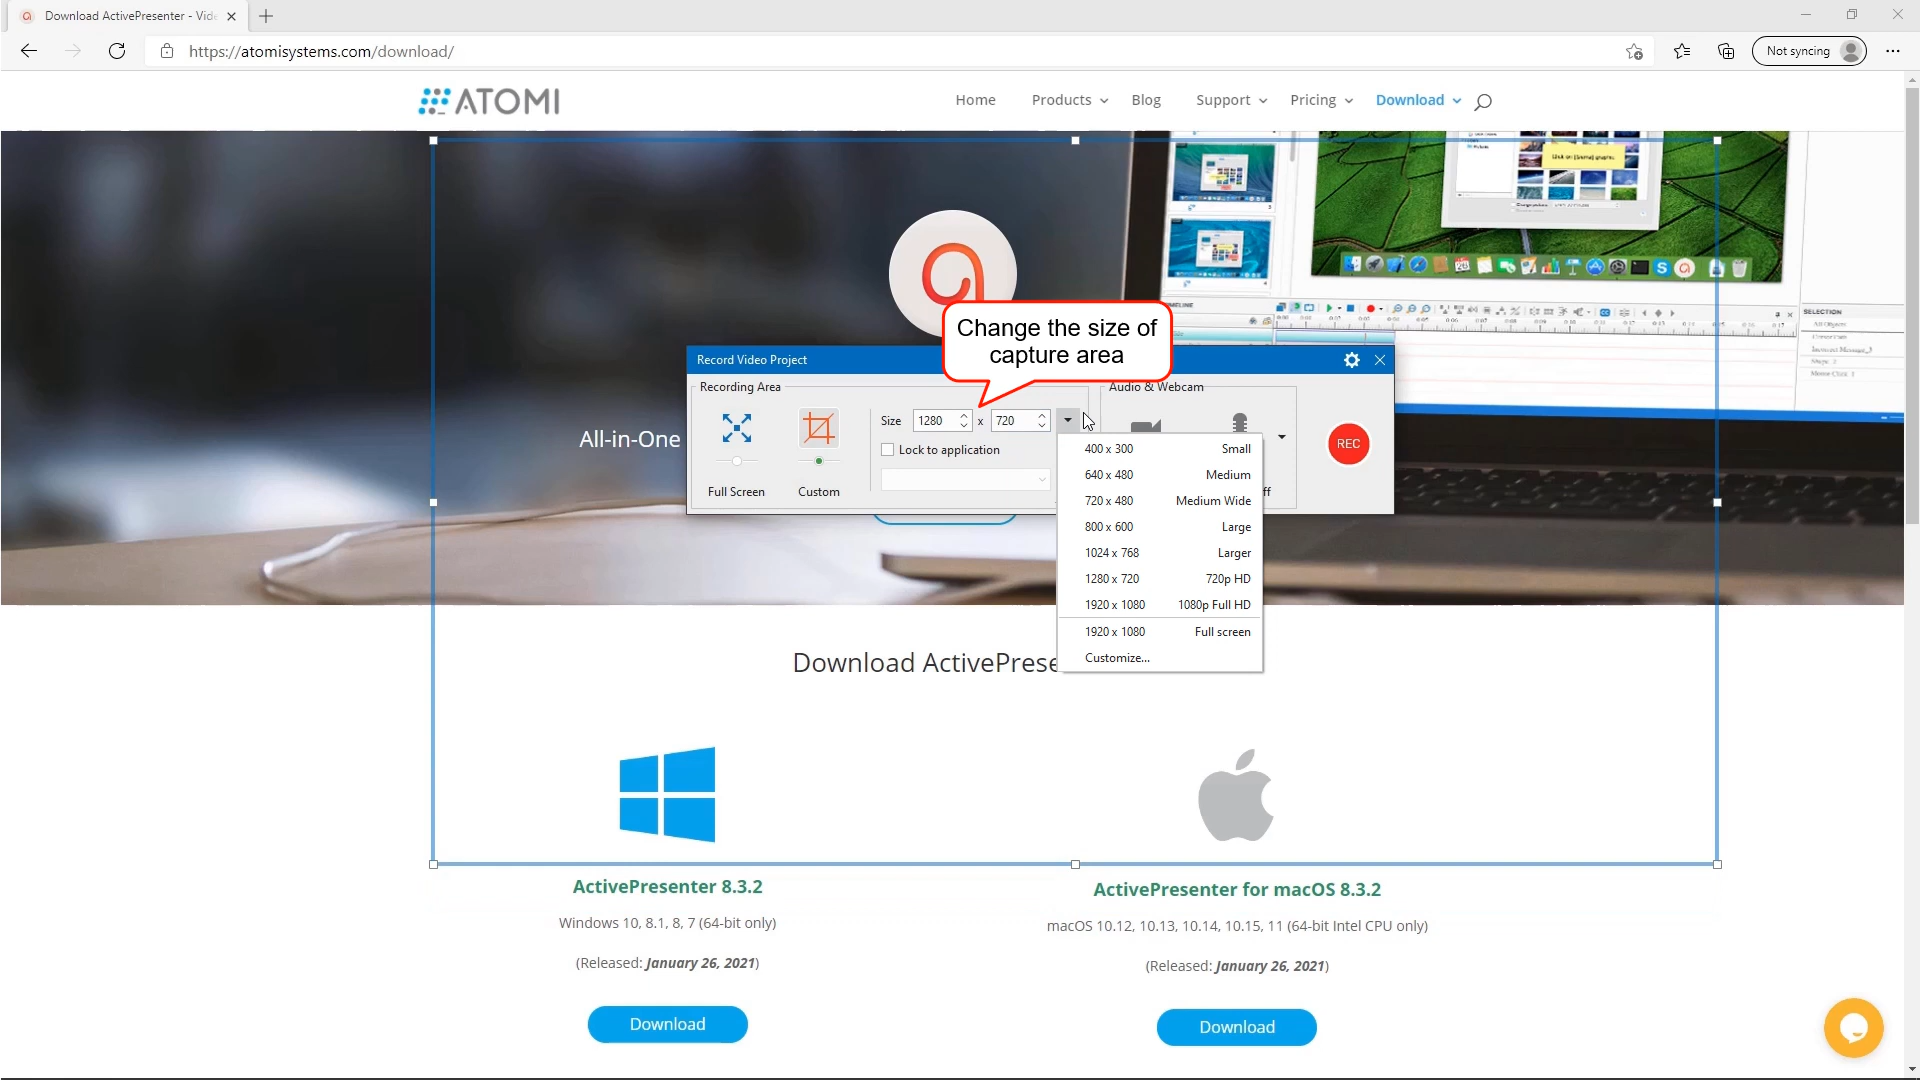 Download ActivePresenter - Vide
https://atomisystems.com/download/
Not syncing
ATOMI
Home
Products
Blog
Support
Pricing
Download
Click on [Sierra] graphic
SELECTION
Change the size of
capture area
Record Video Project
Recording Area
Audio & Webcam
Size 1280 x 720
Lock to application
REC
Full Screen
Custom
ff
All-in-One
400 x 300 Small
640 x 480 Medium
720 x 480 Medium Wide
800 x 600 Large
1024 x 768 Larger
1280 x 720 720p HD
1920 x 1080 1080p Full HD
1920 x 1080 Full screen
Customize...
Download ActivePrese
ActivePresenter 8.3.2
Windows 10, 8.1, 8, 7 (64-bit only)
(Released: January 26, 2021)
Download
ActivePresenter for macOS 8.3.2
macOS 10.12, 10.13, 10.14, 10.15, 11 (64-bit Intel CPU only)
(Released: January 26, 2021)
Download